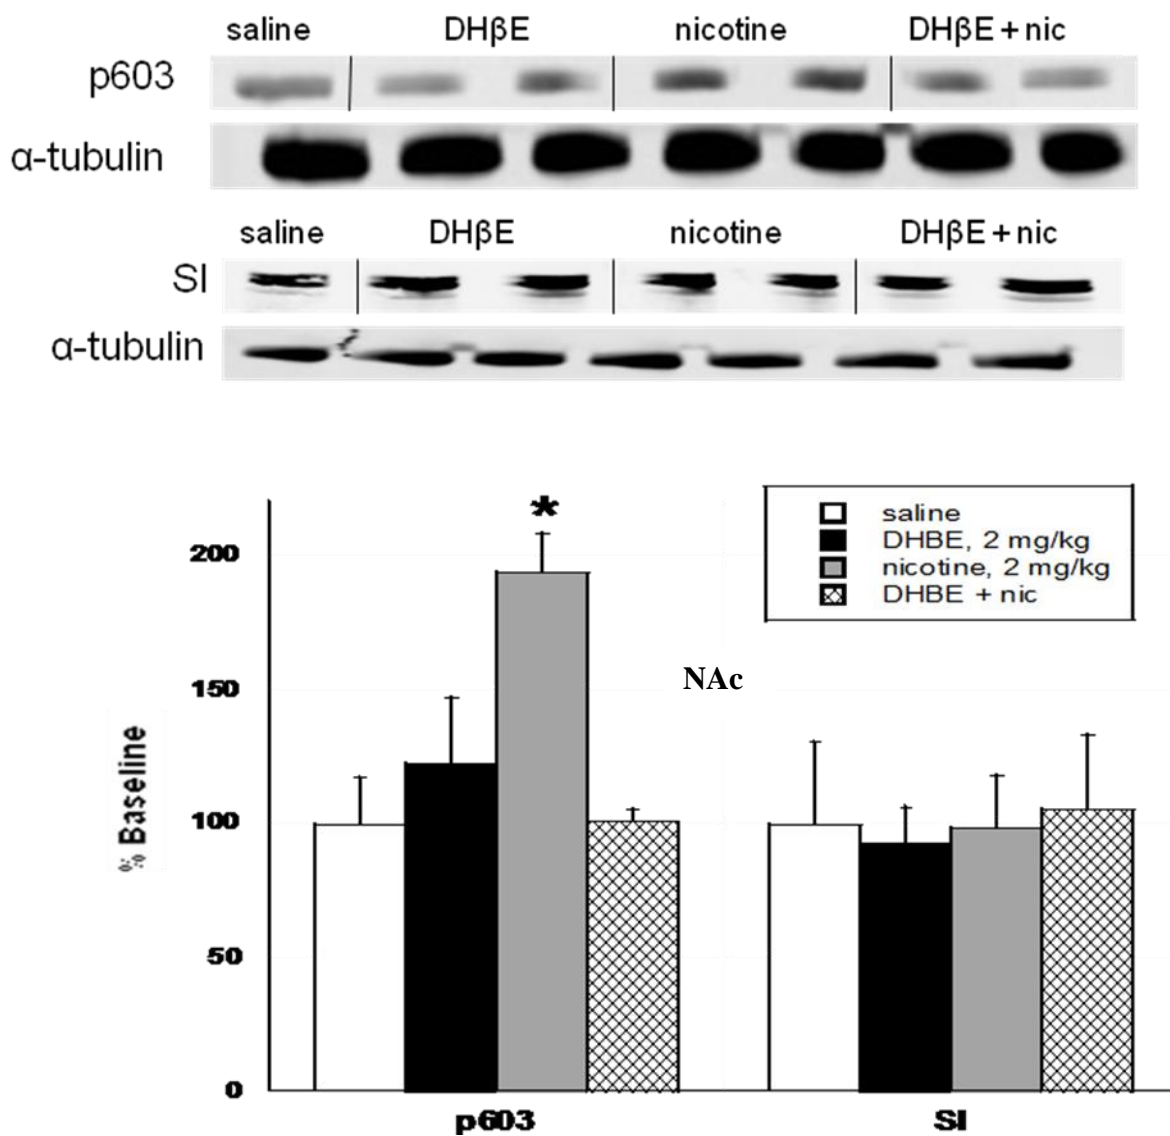 saline DHβE nicotine DHβE + nic
p603
α-tubulin
saline DHβE nicotine DHβE + nic
SI
α-tubulin
*
saline
DHBE, 2 mg/kg
nicotine, 2 mg/kg
DHBE + nic
NAc
% Baseline
200
150
100
50
0
p603 SI